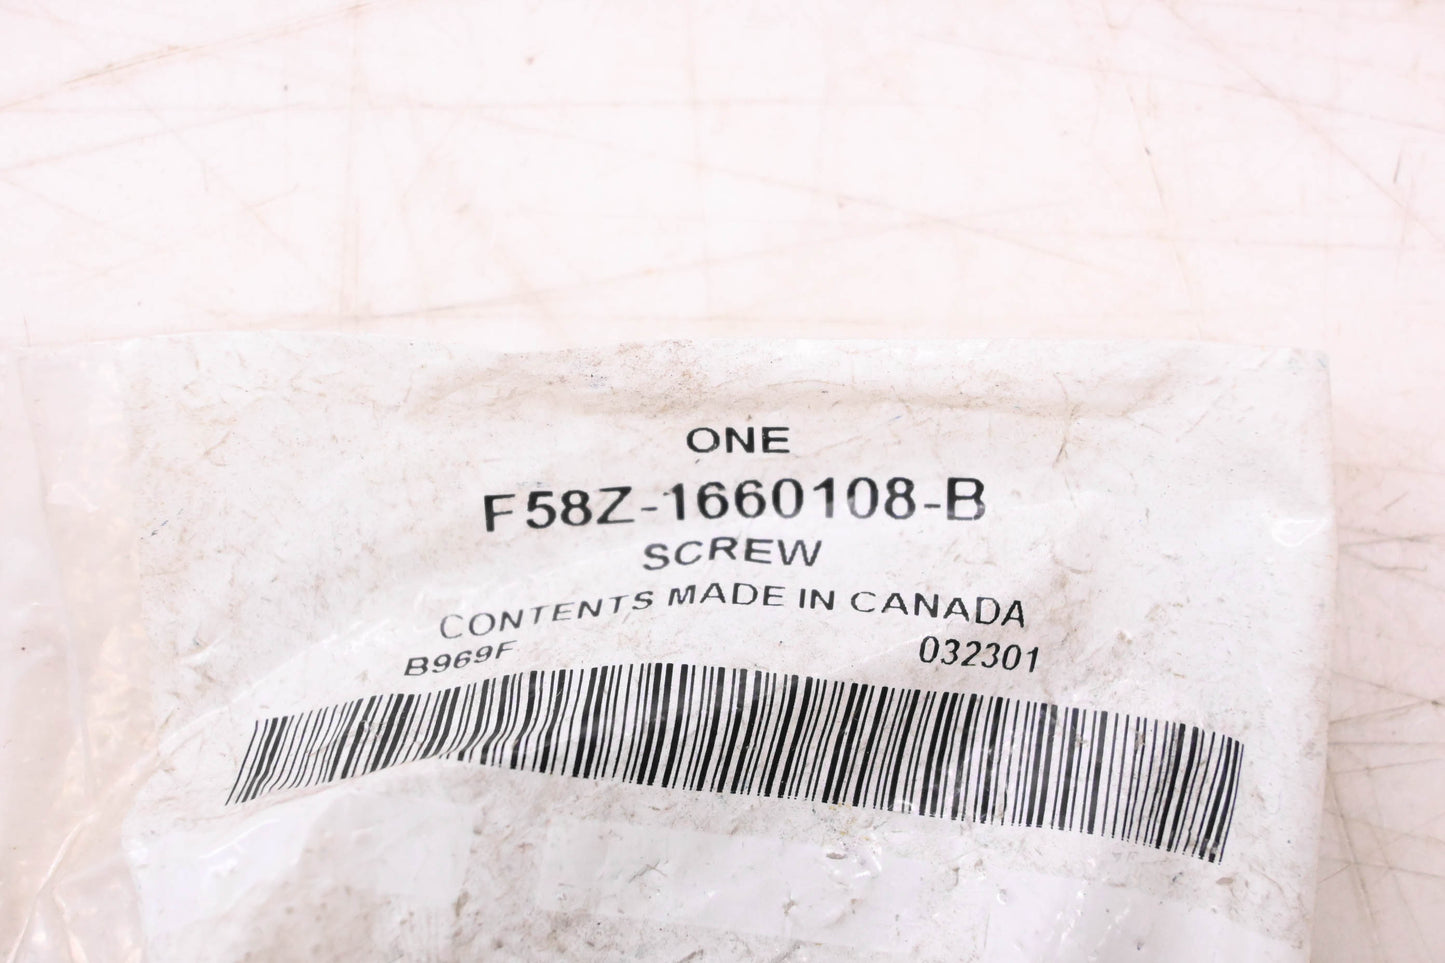 ONE
F58Z-1660108-B
SCREW
CONTENTS MADE IN CANADA
B969F 032301